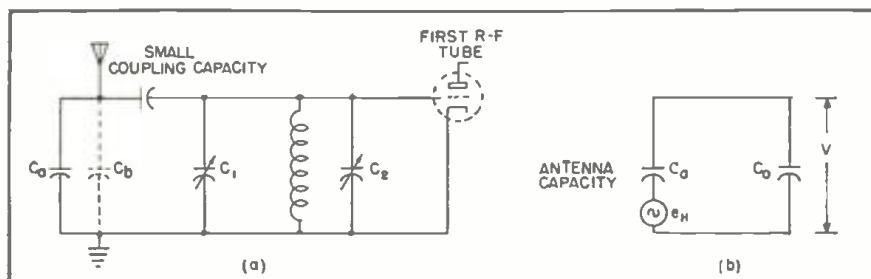 SMALL
COUPLING CAPACITY
FIRST R-F
TUBE
Ca
Cb
C1
C2
(a)
ANTENNA
CAPACITY
Ca
Co
eH
V
(b)